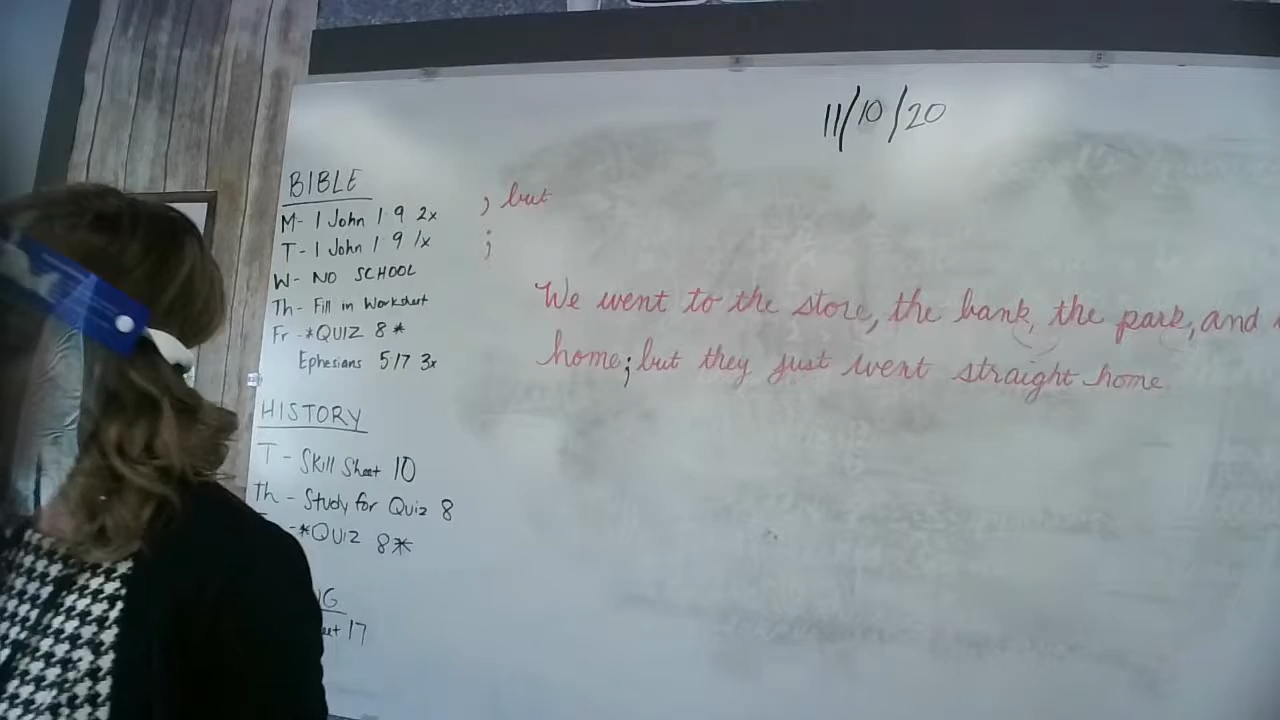 11/10/20
BIBLE
M- 1 John 1 9 2x
T- 1 John 1 9 1x
W- NO SCHOOL
Th- Fill in Worksheet
Fr -*QUIZ 8*
Ephesians 5:17 3x
HISTORY
T- Skill Sheet 10
Th - Study for Quiz 8
-*QUIZ 8*
17
, but
;
We went to the store, the bank, the park, and
home; but they just went straight home